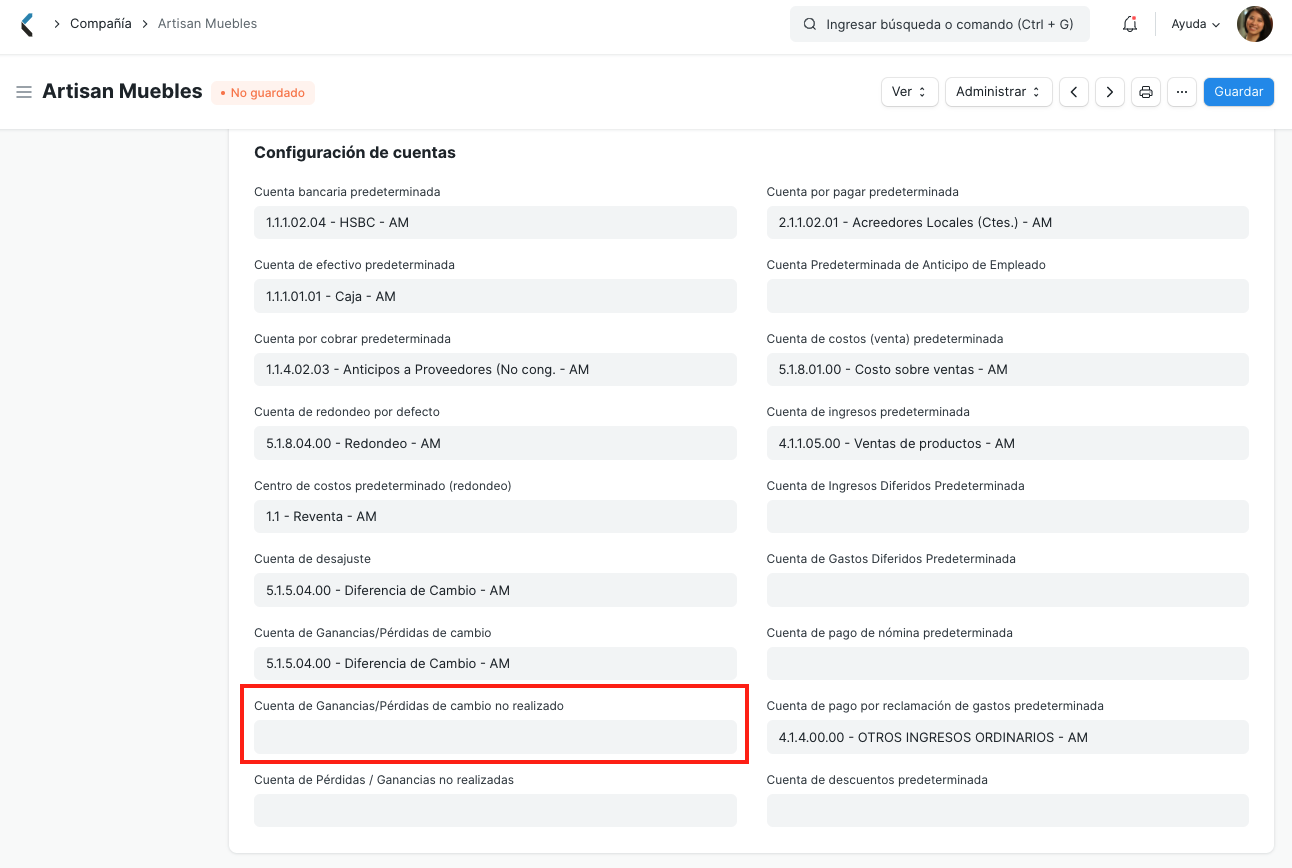 Compañía
Artisan Muebles
Ingresar búsqueda o comando (Ctrl + G)
Ayuda
Artisan Muebles
No guardado
Ver
Administrar
Guardar
Configuración de cuentas
Cuenta bancaria predeterminada
1.1.1.02.04 - HSBC - AM
Cuenta de efectivo predeterminada
1.1.1.01.01 - Caja - AM
Cuenta por cobrar predeterminada
1.1.4.02.03 - Anticipos a Proveedores (No cong. - AM
Cuenta de redondeo por defecto
5.1.8.04.00 - Redondeo - AM
Centro de costos predeterminado (redondeo)
1.1 - Reventa - AM
Cuenta de desajuste
5.1.5.04.00 - Diferencia de Cambio - AM
Cuenta de Ganancias/Pérdidas de cambio
5.1.5.04.00 - Diferencia de Cambio - AM
Cuenta de Ganancias/Pérdidas de cambio no realizado
Cuenta de Pérdidas / Ganancias no realizadas
Cuenta por pagar predeterminada
2.1.1.02.01 - Acreedores Locales (Ctes.) - AM
Cuenta Predeterminada de Anticipo de Empleado
Cuenta de costos (venta) predeterminada
5.1.8.01.00 - Costo sobre ventas - AM
Cuenta de ingresos predeterminada
4.1.1.05.00 - Ventas de productos - AM
Cuenta de Ingresos Diferidos Predeterminada
Cuenta de Gastos Diferidos Predeterminada
Cuenta de pago de nómina predeterminada
Cuenta de pago por reclamación de gastos predeterminada
4.1.4.00.00 - OTROS INGRESOS ORDINARIOS - AM
Cuenta de descuentos predeterminada